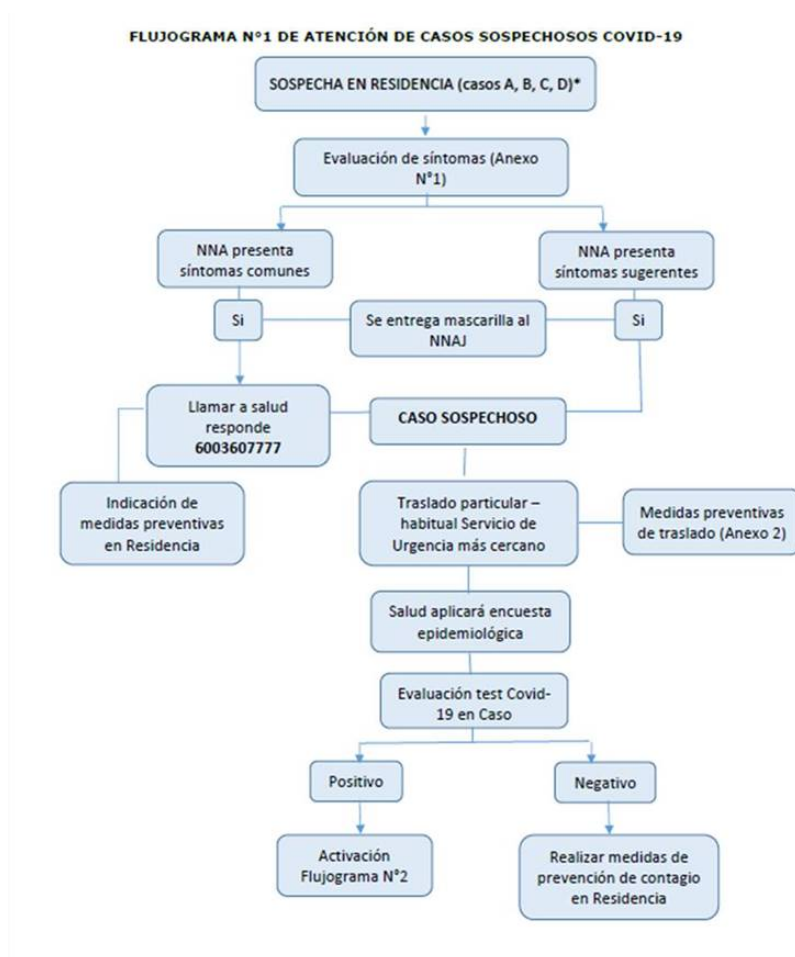 FLUJOGRAMA N°1 DE ATENCIÓN DE CASOS SOSPECHOSOS COVID-19
SOSPECHA EN RESIDENCIA (casos A, B, C, D)*
Evaluación de síntomas (Anexo
N°1)
NNA presenta
síntomas comunes
NNA presenta
síntomas sugerentes
Si
Se entrega mascarilla al
NNAJ
Si
Llamar a salud
responde
6003607777
CASO SOSPECHOSO
Indicación de
medidas preventivas
en Residencia
Traslado particular –
habitual Servicio de
Urgencia más cercano
Medidas preventivas
de traslado (Anexo 2)
Salud aplicará encuesta
epidemiológica
Evaluación test Covid-
19 en Caso
Positivo
Negativo
Activación
Flujograma N°2
Realizar medidas de
prevención de contagio
en Residencia